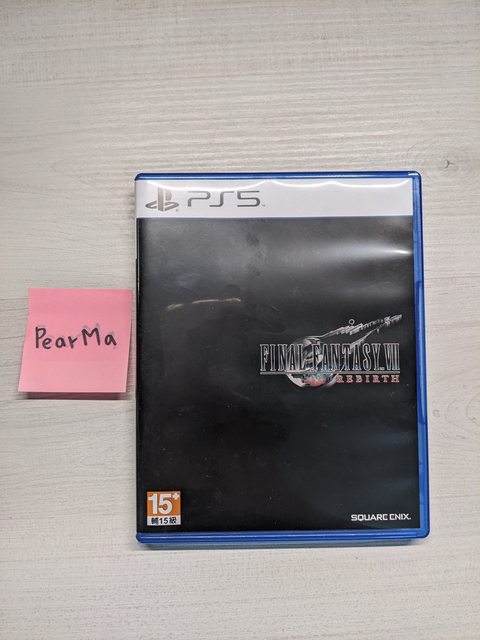 PS5
PearMa
FINAL FANTASY VII
REBIRTH
15+
輔15級
SQUARE ENIX